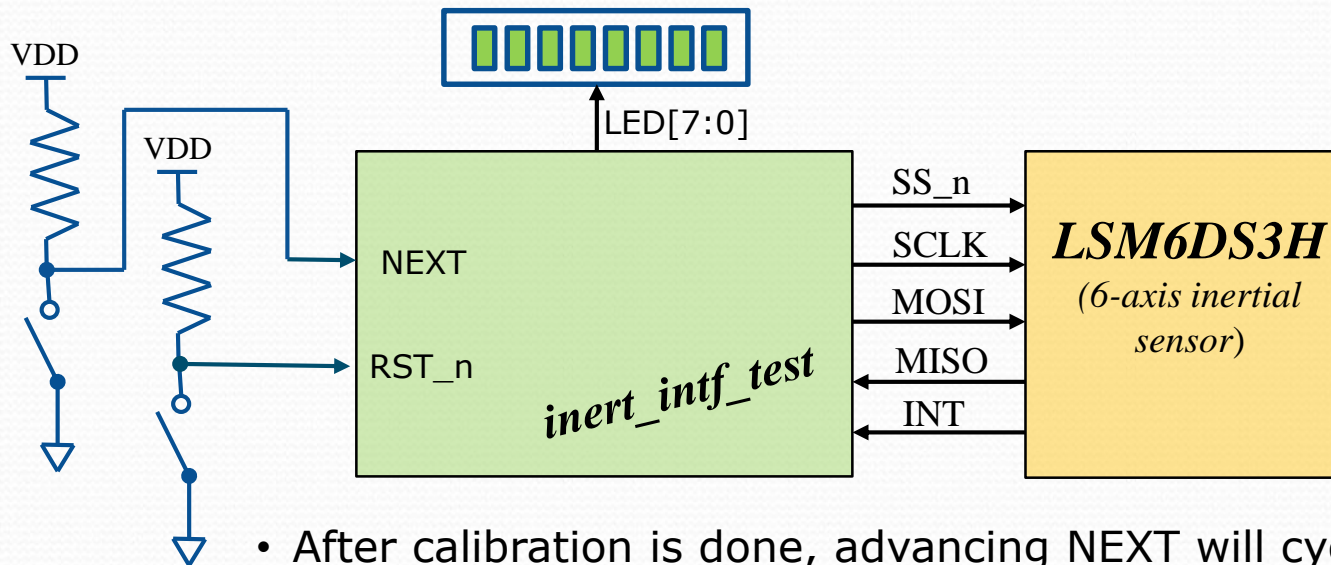 VDD
VDD
LED[7:0]
NEXT
RST_n
inert_intf_test
SS_n
SCLK
MOSI
MISO
INT
LSM6DS3H
(6-axis inertial
sensor)
• After calibration is done, advancing NEXT will